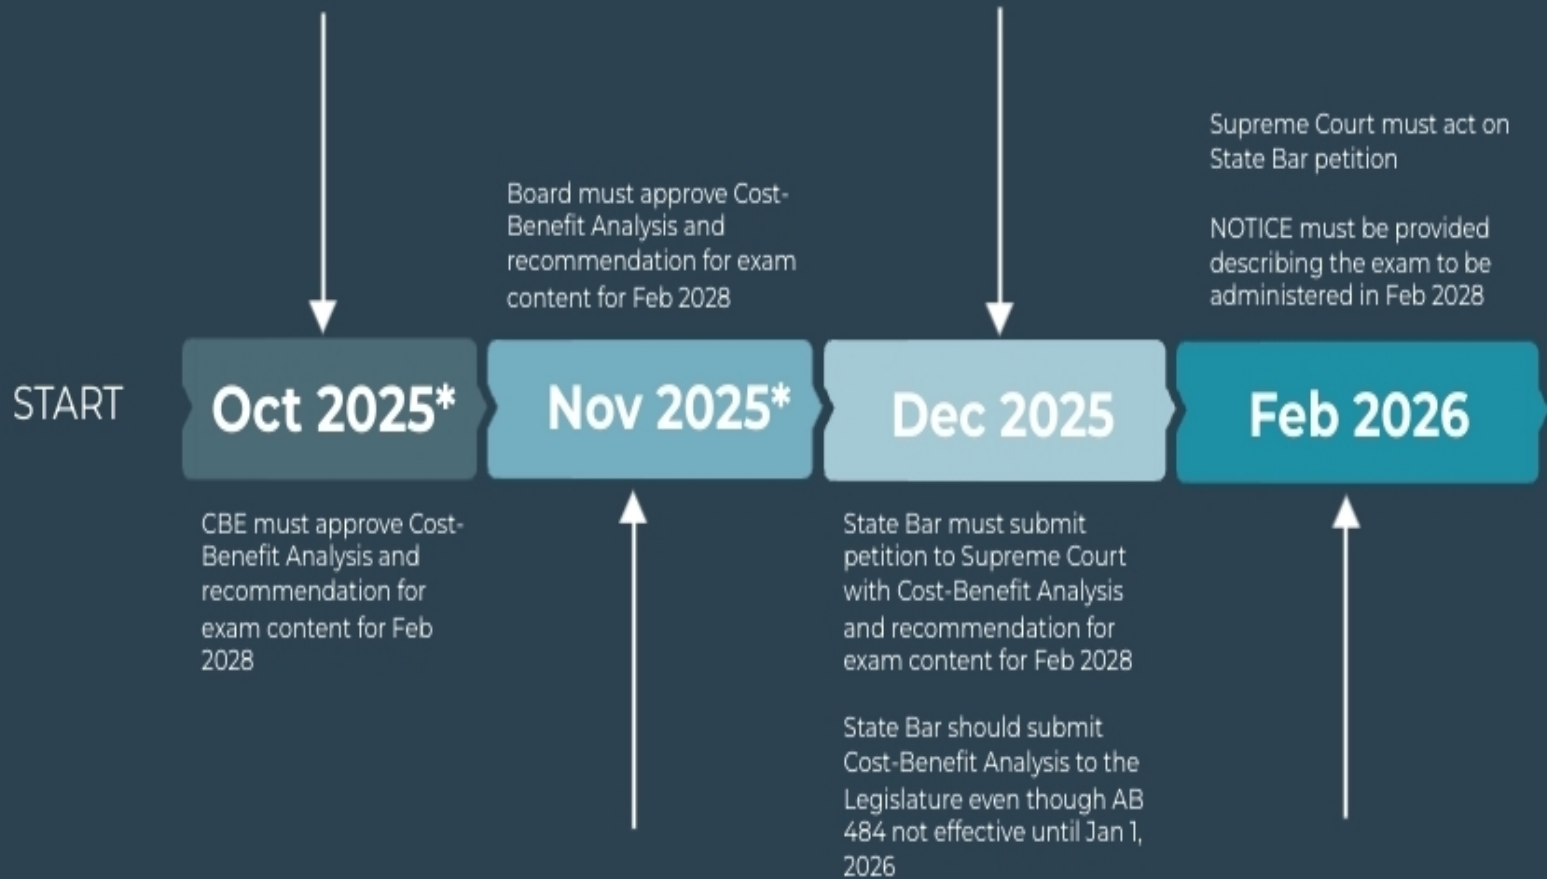 START
Oct 2025*
CBE must approve Cost-
Benefit Analysis and
recommendation for
exam content for Feb
2028
Board must approve Cost-
Benefit Analysis and
recommendation for exam
content for Feb 2028
Nov 2025*
Dec 2025
State Bar must submit
petition to Supreme Court
with Cost-Benefit Analysis
and recommendation for
exam content for Feb 2028
State Bar should submit
Cost-Benefit Analysis to the
Legislature even though AB
484 not effective until Jan 1,
2026
Supreme Court must act on
State Bar petition
NOTICE must be provided
describing the exam to be
administered in Feb 2028
Feb 2026